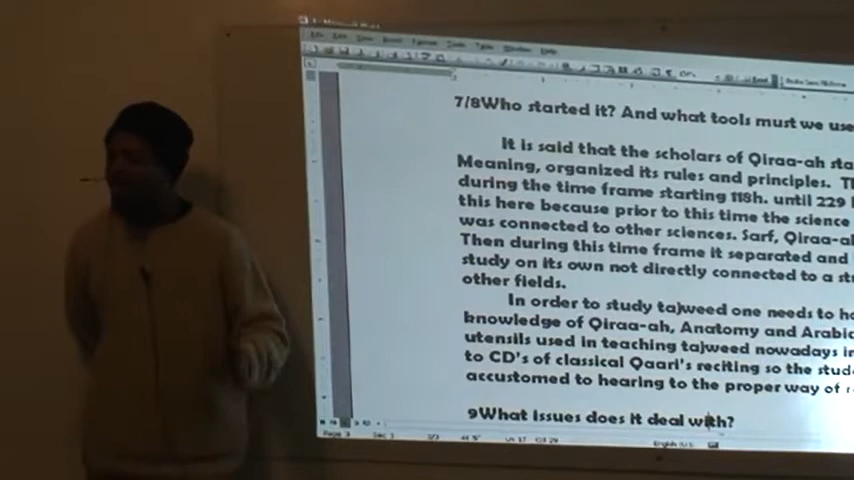 7/8Who started it? And what tools must we use
It is said that the scholars of Qiraa-ah sta
Meaning, organized its rules and principles. Th
during the time frame starting 118h. until 229
this here because prior to this time the science
was connected to other sciences. Sarf, Qiraa-a
Then during this time frame it separated and
study on its own not directly connected to a st
other fields.
In order to study tajweed one needs to ha
knowledge of Qiraa-ah, Anatomy and Arabic
utensils used in teaching tajweed nowadays in
to CD's of classical Qaari's reciting so the stude
accustomed to hearing to the proper way of
9What issues does it deal with?